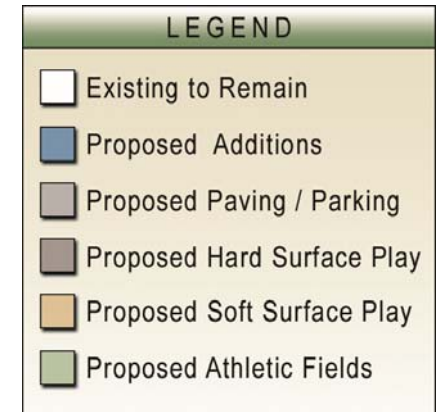 LEGEND
Existing to Remain
Proposed Additions
Proposed Paving / Parking
Proposed Hard Surface Play
Proposed Soft Surface Play
Proposed Athletic Fields